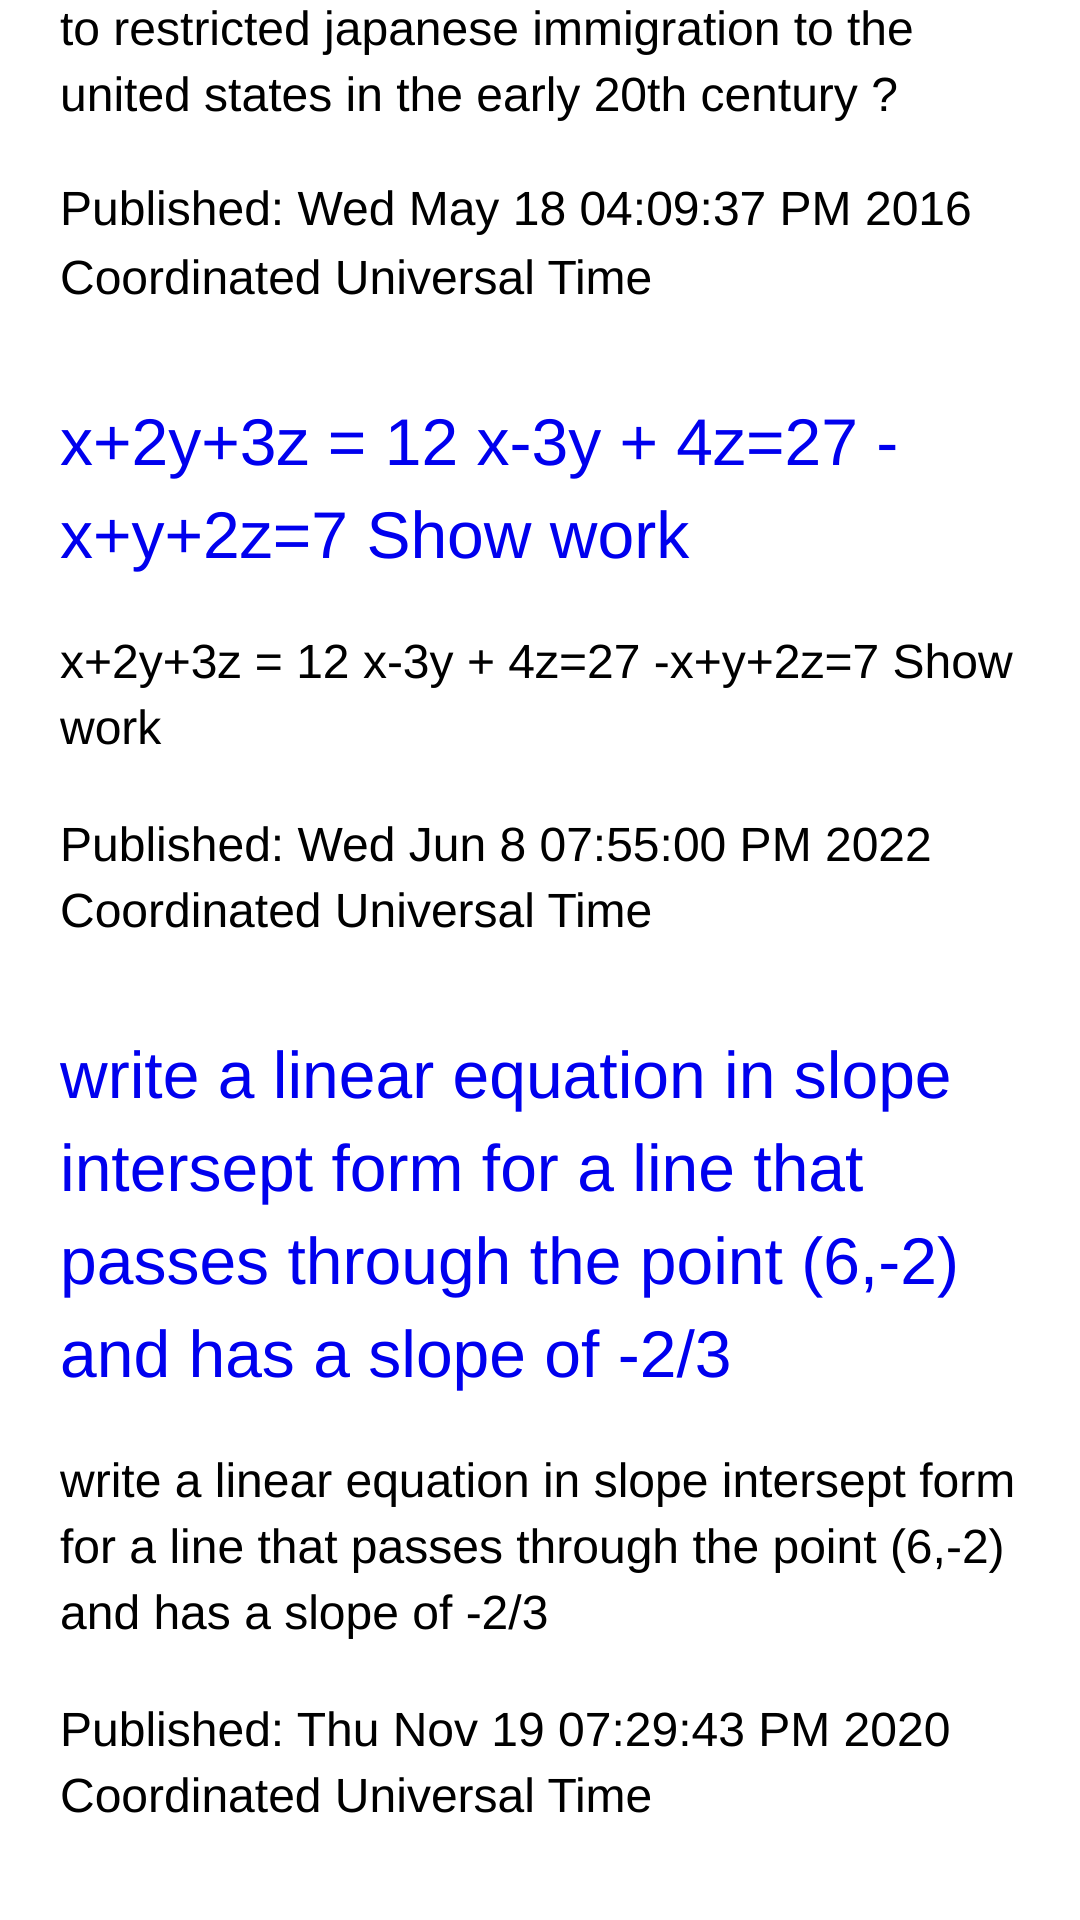 to restricted japanese immigration to the
united states in the early 20th century ?
Published: Wed May 18 04:09:37 PM 2016
Coordinated Universal Time
x+2y+3z = 12 x-3y + 4z=27 -
x+y+2z=7 Show work
x+2y+3z = 12 x-3y + 4z=27 -x+y+2z=7 Show
work
Published: Wed Jun 8 07:55:00 PM 2022
Coordinated Universal Time
write a linear equation in slope
intersept form for a line that
passes through the point (6,-2)
and has a slope of -2/3
write a linear equation in slope intersept form
for a line that passes through the point (6,-2)
and has a slope of -2/3
Published: Thu Nov 19 07:29:43 PM 2020
Coordinated Universal Time